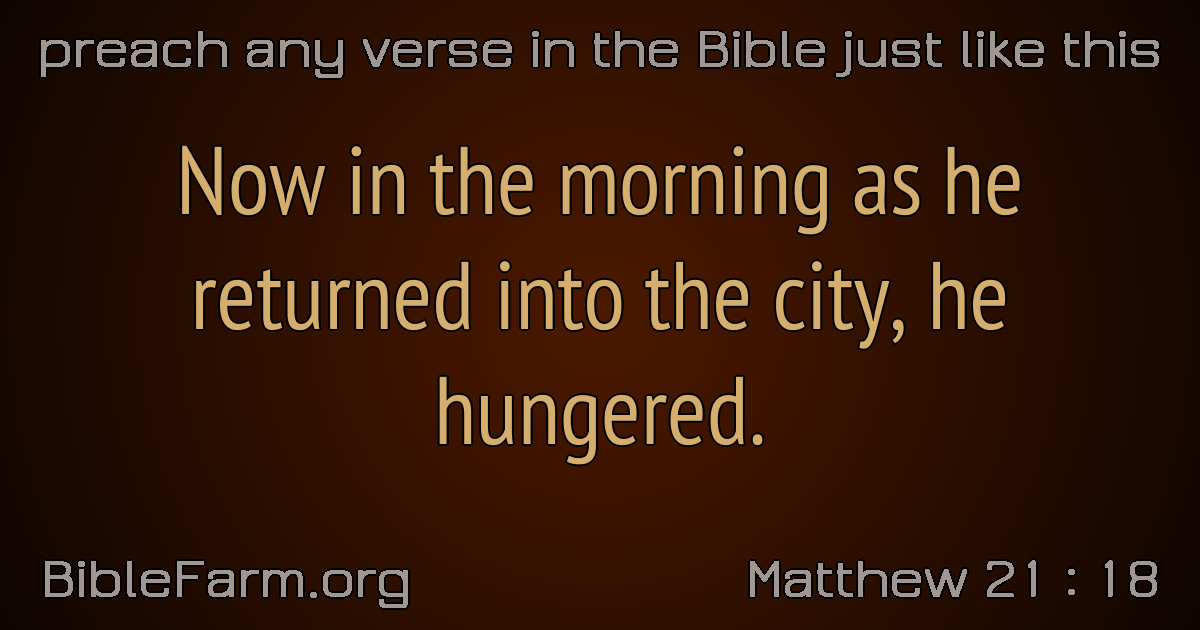 preach any verse in the Bible just like this
Now in the morning as he
returned into the city, he
hungered.
BibleFarm.org
Matthew 21 : 18